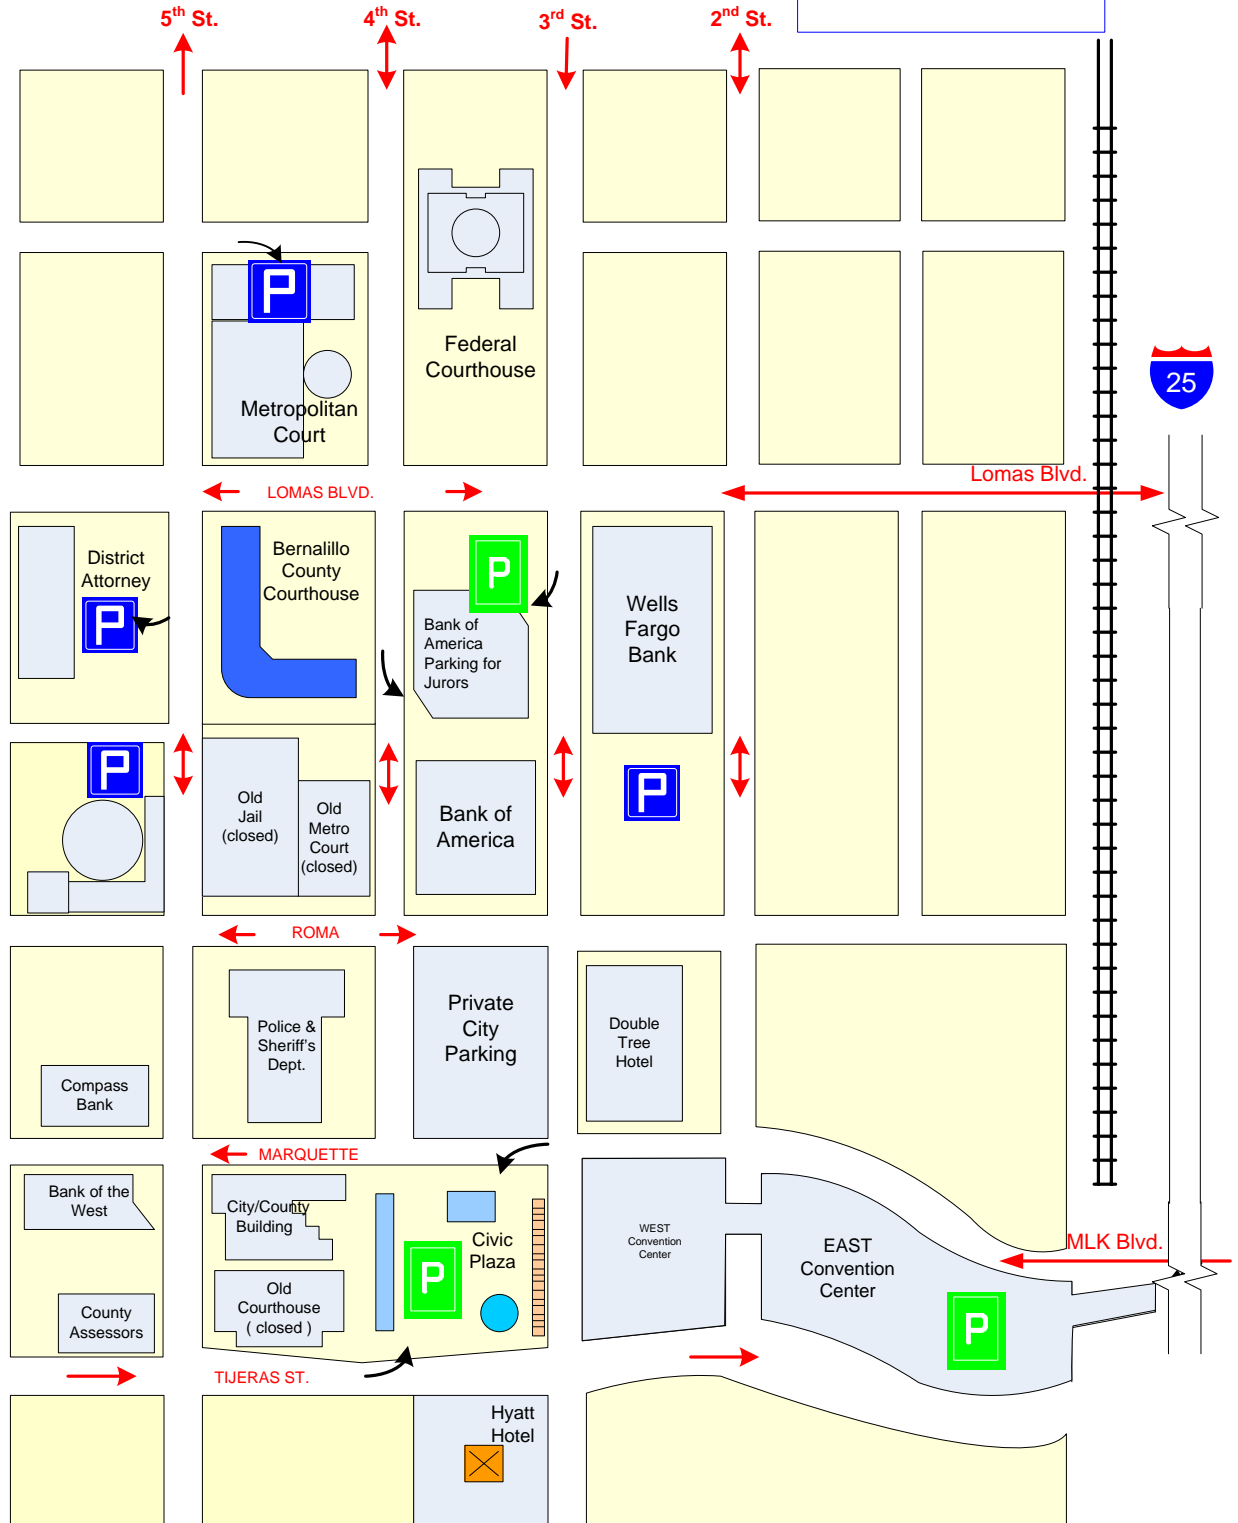 5th St.
4th St.
3rd St.
2nd St.
P
Federal
Courthouse
25
Metropolitan
Court
Lomas Blvd.
LOMAS BLVD.
District
Attorney
P
Bernalillo
County
Courthouse
P
Bank of
America
Parking for
Jurors
Wells
Fargo
Bank
P
Old
Jail
(closed)
Old
Metro
Court
(closed)
Bank of
America
P
ROMA
Private
City
Parking
Police &
Sheriff's
Dept.
Double
Tree
Hotel
Compass
Bank
MARQUETTE
Bank of the
West
City/County
Building
Civic
Plaza
P
WEST
Convention
Center
EAST
Convention
Center
MLK Blvd.
P
Old
Courthouse
( closed )
County
Assessors
TIJERAS ST.
Hyatt
Hotel